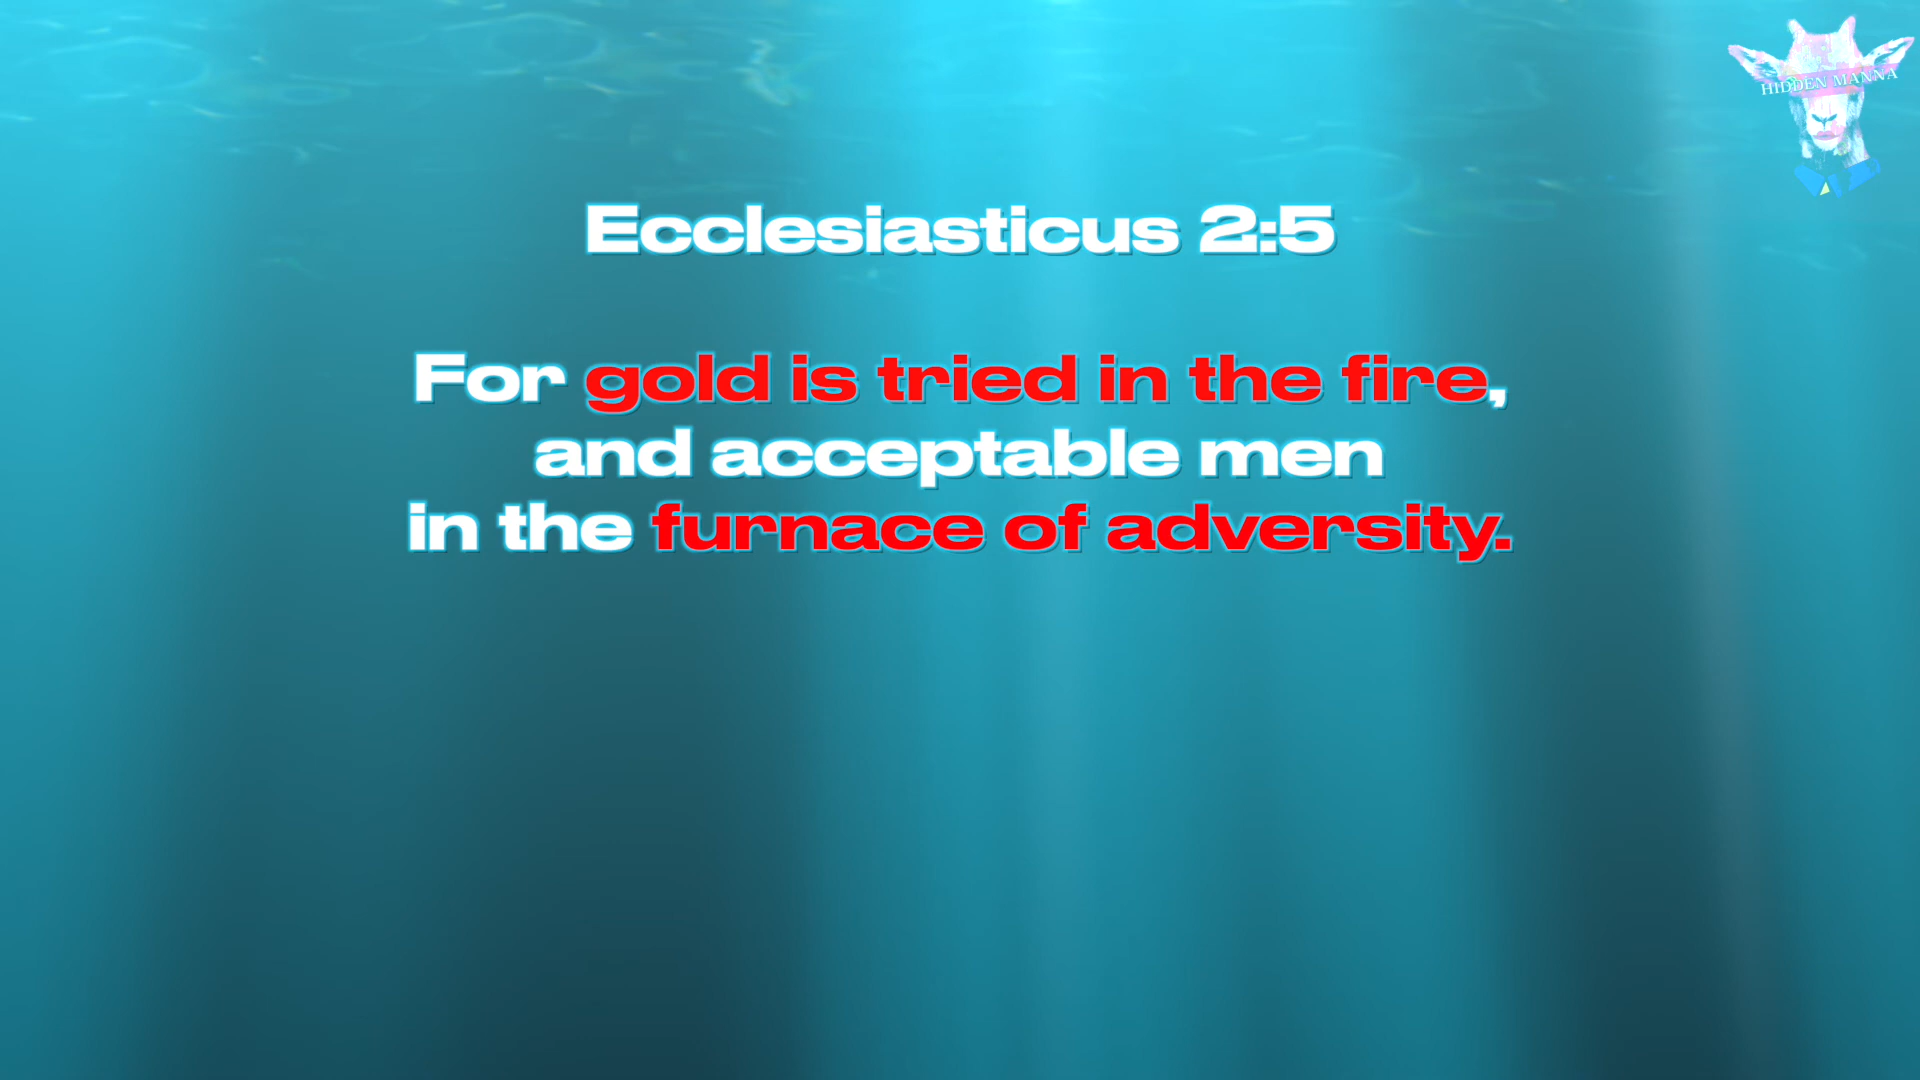 HIDDEN MANNA
Ecclesiasticus 2:5
For gold is tried in the fire,
and acceptable men
in the furnace of adversity.